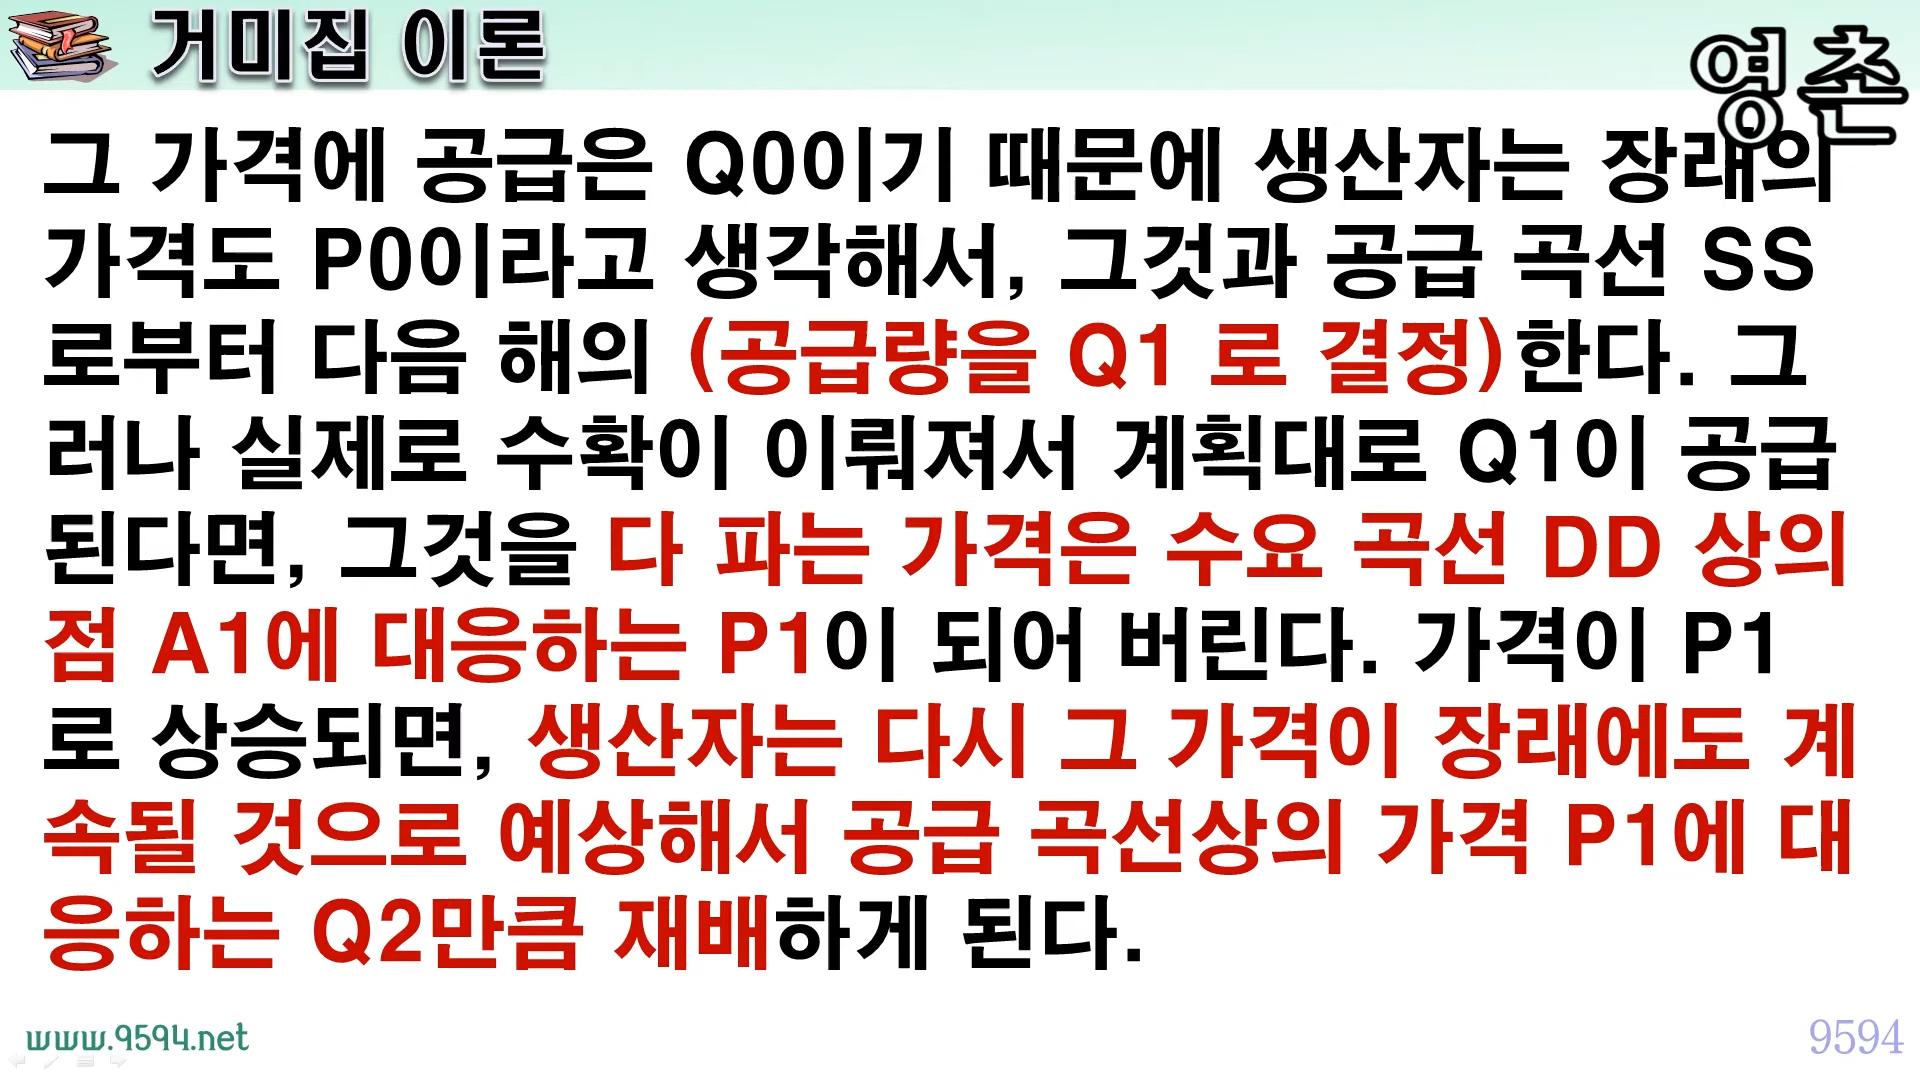 거미집 이론
영촌
그 가격에 공급은 Q0이기 때문에 생산자는 장래의
가격도 P0이라고 생각해서, 그것과 공급 곡선 SS
로부터 다음 해의 (공급량을 Q1 로 결정)한다. 그
러나 실제로 수확이 이뤄져서 계획대로 Q1이 공급
된다면, 그것을 다 파는 가격은 수요 곡선 DD 상의
점 A1에 대응하는 P1이 되어 버린다. 가격이 P1
로 상승되면, 생산자는 다시 그 가격이 장래에도 계
속될 것으로 예상해서 공급 곡선상의 가격 P1에 대
응하는 Q2만큼 재배하게 된다.
www.9594.net
9594